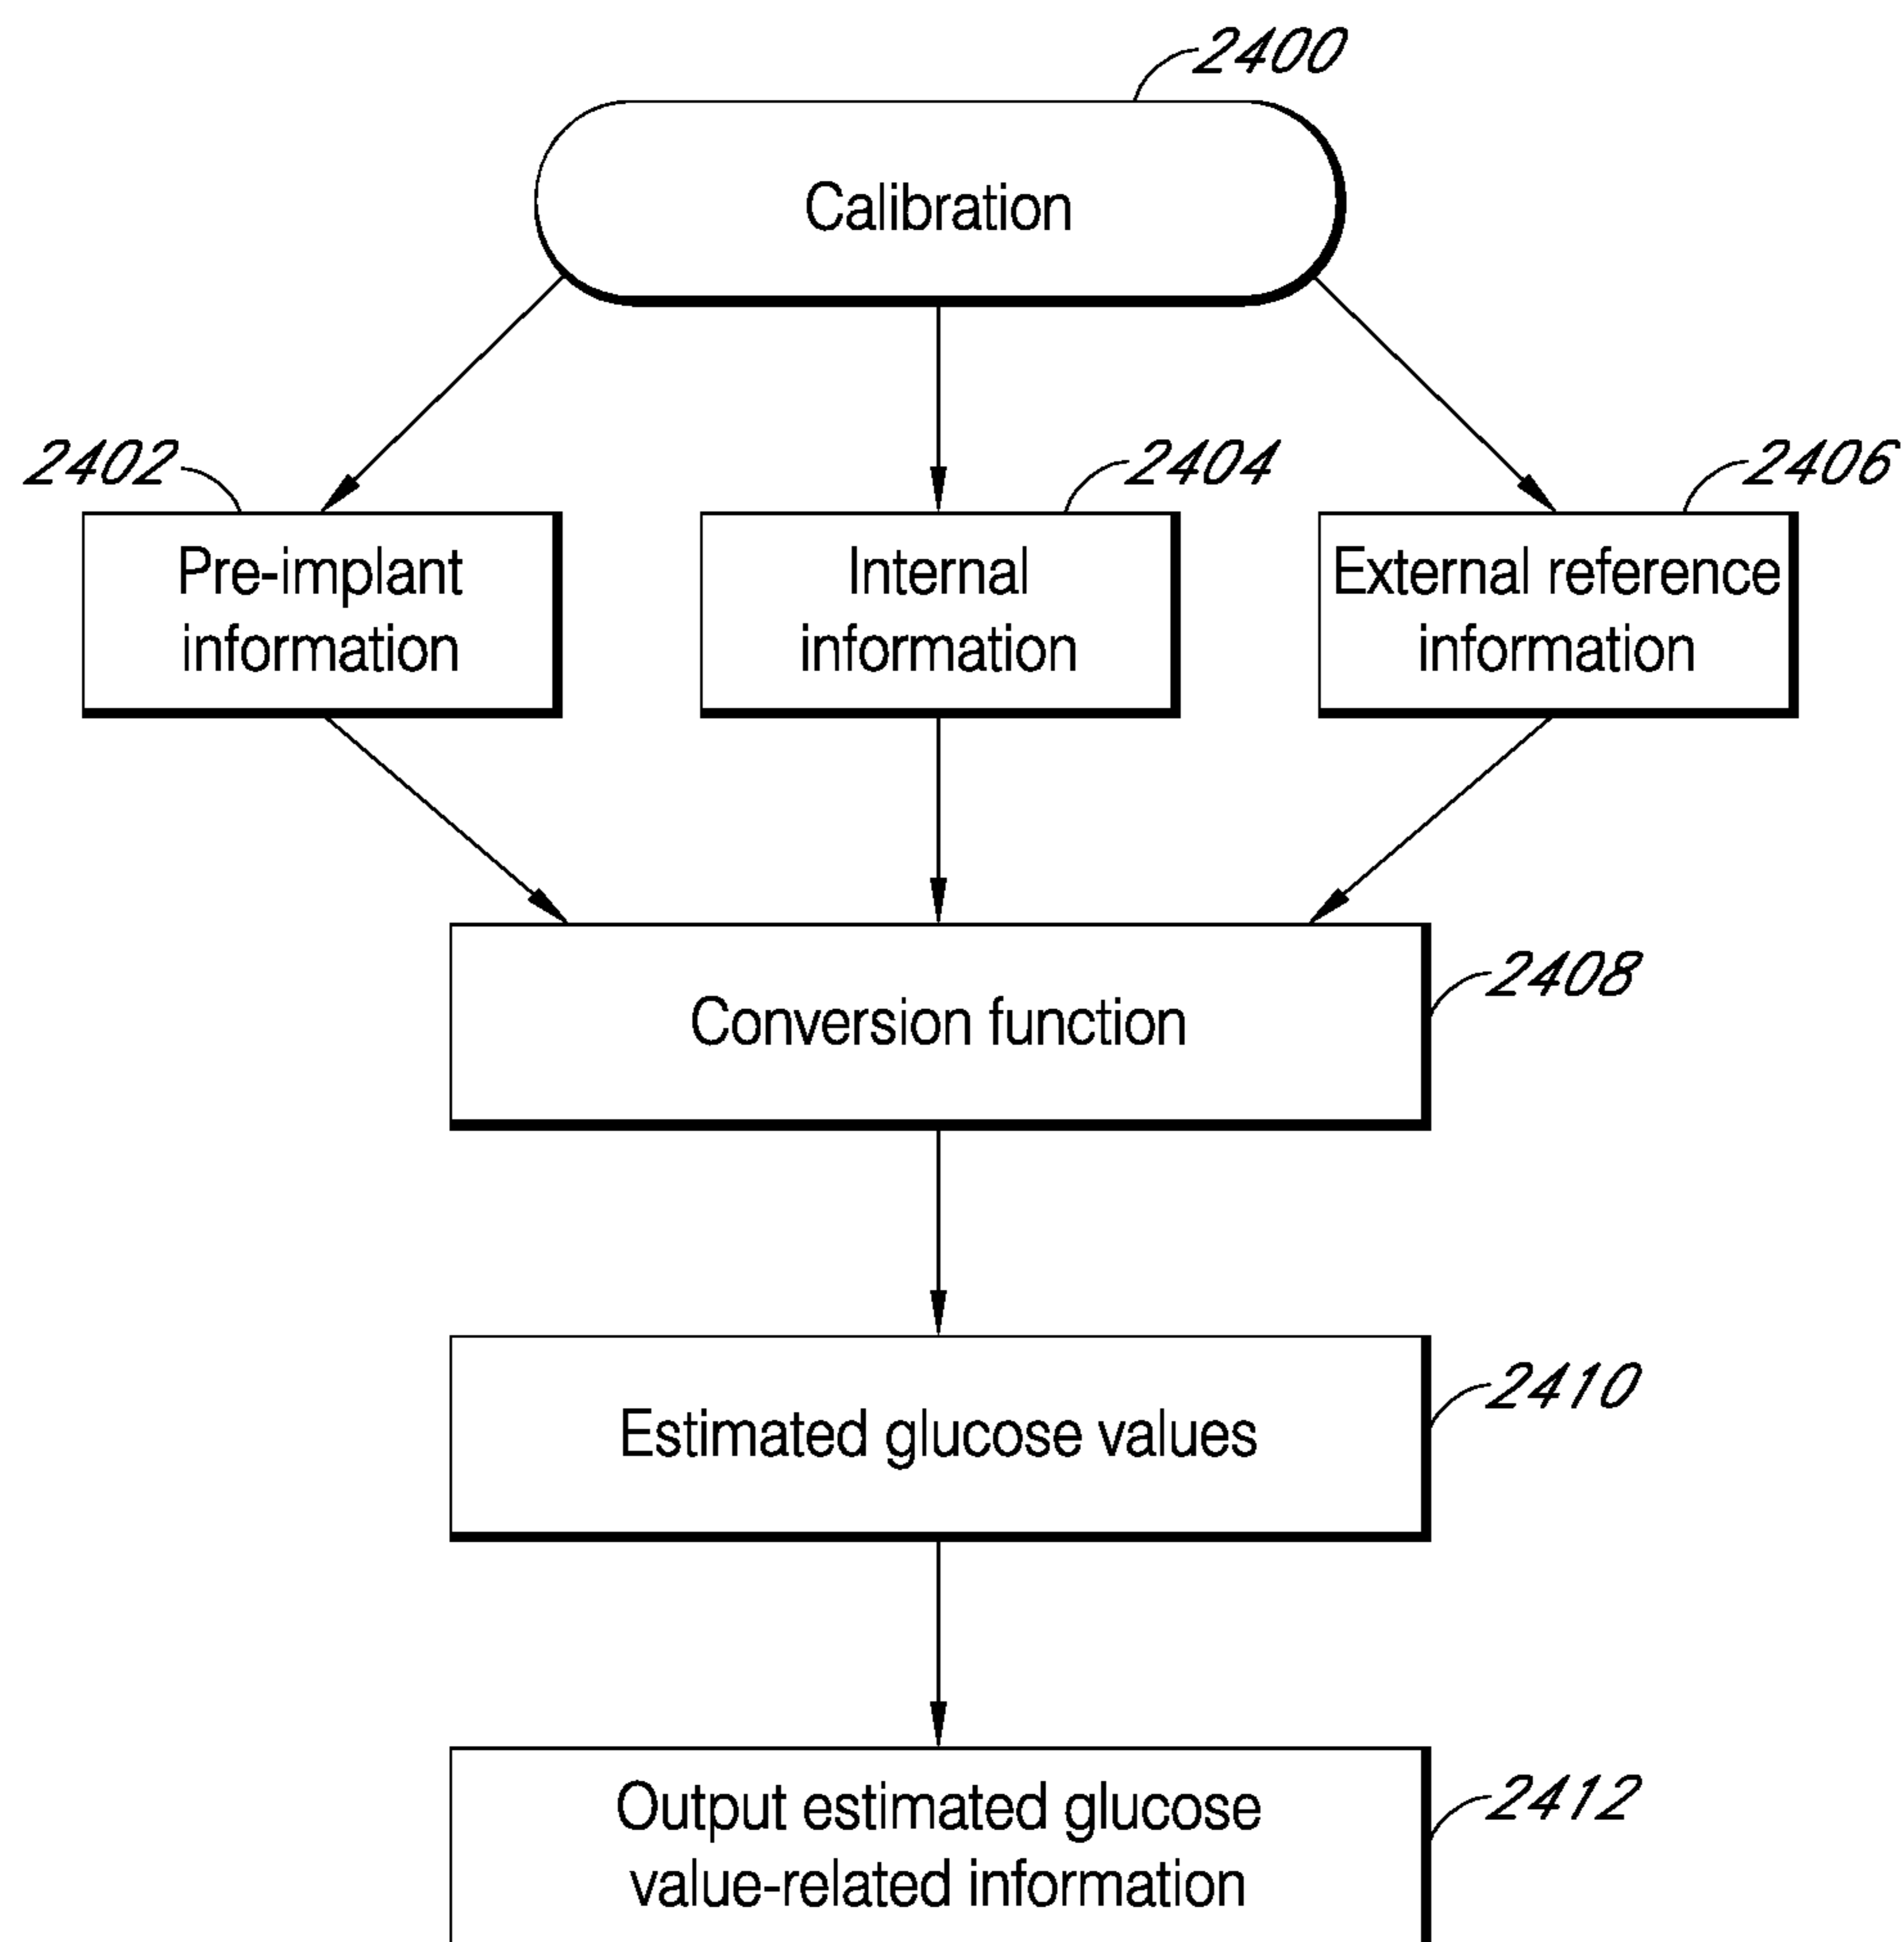 2400
Calibration
2402
2404
2406
Pre-implant
information
Internal
information
External reference
information
2408
Conversion function
2410
Estimated glucose values
2412
Output estimated glucose
value-related information